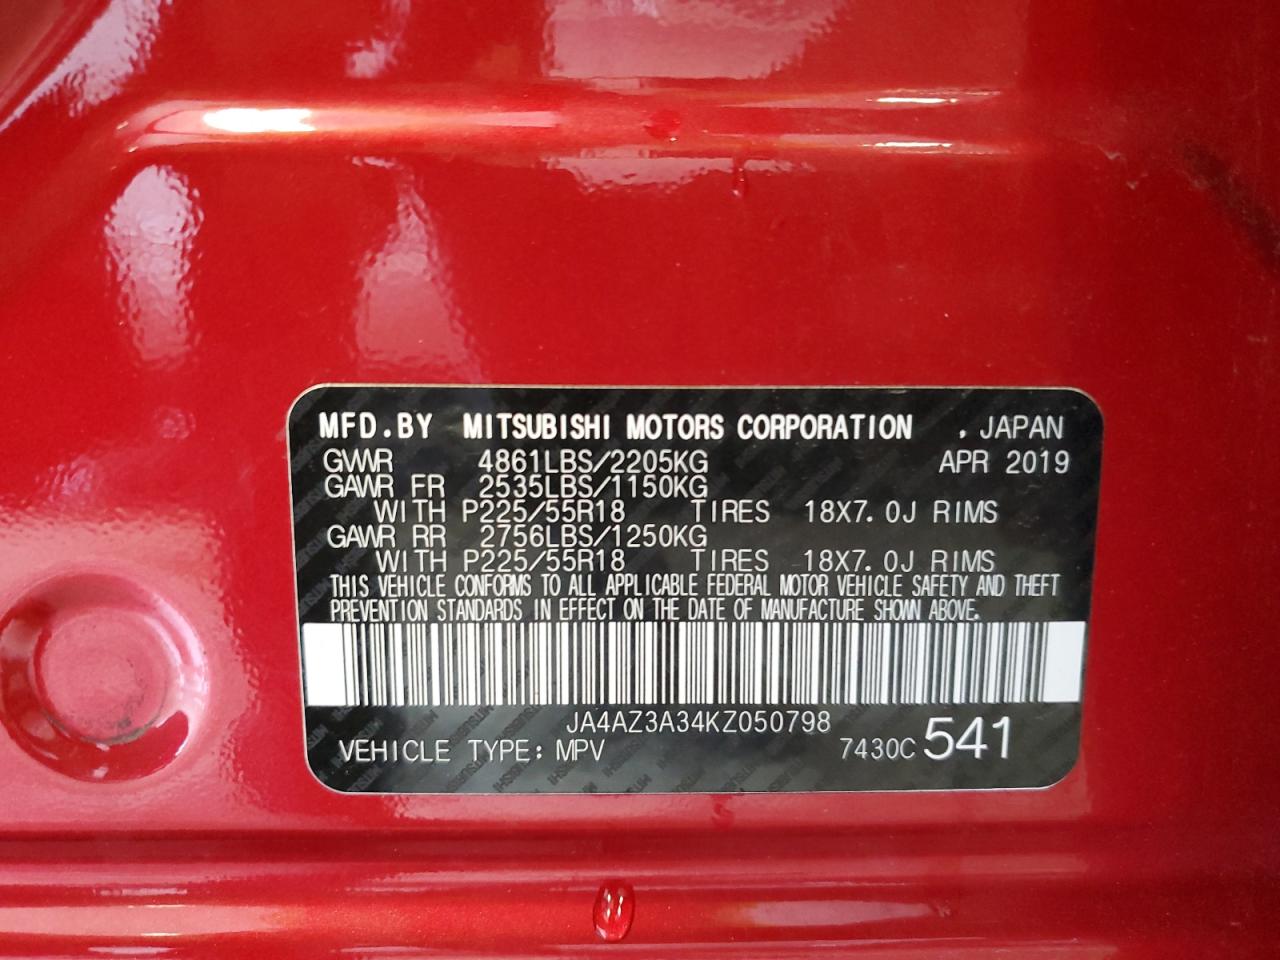 MFD.BY MITSUBISHI MOTORS CORPORATION , JAPAN
GVWR 4861LBS/2205KG APR 2019
GAWR FR 2535LBS/1150KG
WITH P225/55R18 TIRES 18X7.0J RIMS
GAWR RR 2756LBS/1250KG
WITH P225/55R18 TIRES 18X7.0J RIMS
THIS VEHICLE CONFORMS TO ALL APPLICABLE FEDERAL MOTOR VEHICLE SAFETY AND THEFT
PREVENTION STANDARDS IN EFFECT ON THE DATE OF MANUFACTURE SHOWN ABOVE.
JA4AZ3A34KZ050798
VEHICLE TYPE: MPV 7430C 541